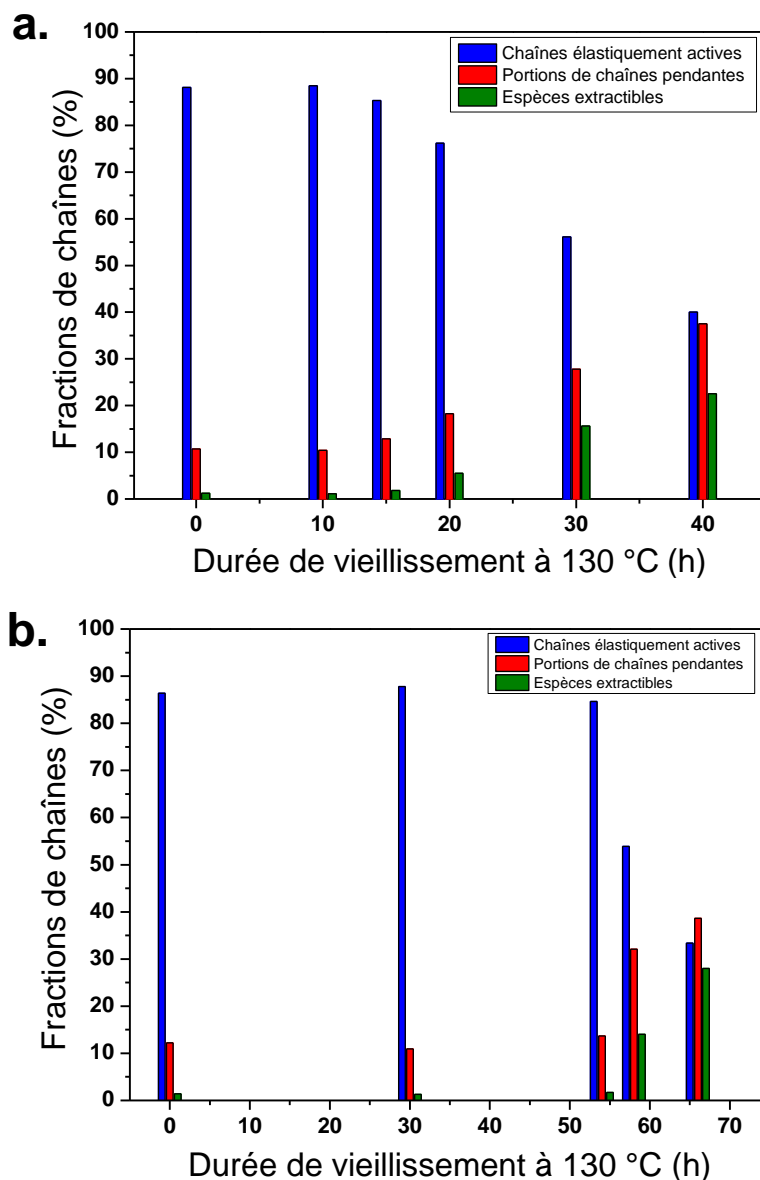 a.
Fractions de chaînes (%)
100
90
80
70
60
50
40
30
20
10
0
Chaînes élastiquement actives
Portions de chaînes pendantes
Espèces extractibles
0 10 20 30 40
Durée de vieillissement à 130 °C (h)
b.
Fractions de chaînes (%)
100
90
80
70
60
50
40
30
20
10
0
Chaînes élastiquement actives
Portions de chaînes pendantes
Espèces extractibles
0 10 20 30 40 50 60 70
Durée de vieillissement à 130 °C (h)